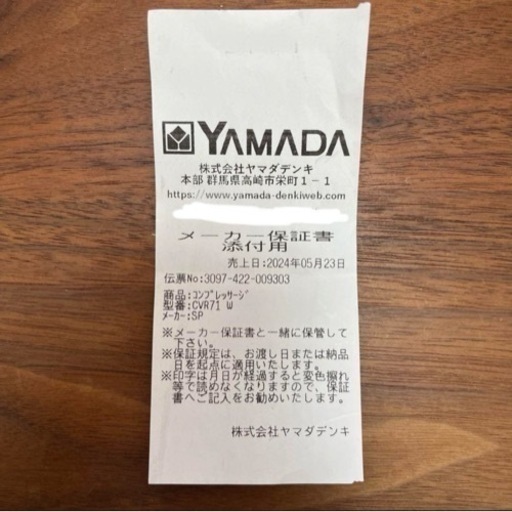 YAMADA
株式会社ヤマダデンキ
本部 群馬県高崎市栄町1-1
https://www.yamada-denkiweb.com
メーカー保証書
添付用
売上日:2024年05月23日
伝票No:3097-422-009303
商品:コンプレッサージ
型番:CVR71 W
メーカー:SP
※メーカー保証書と一緒に保管して
下さい。
※保証規定は、お渡し日または納品
日を起点に適用いたします。
※印字は月日が経過すると変色擦れ
等で読めなくなりますので、保証
書へご記入をお勧めいたします。
株式会社ヤマダデンキ